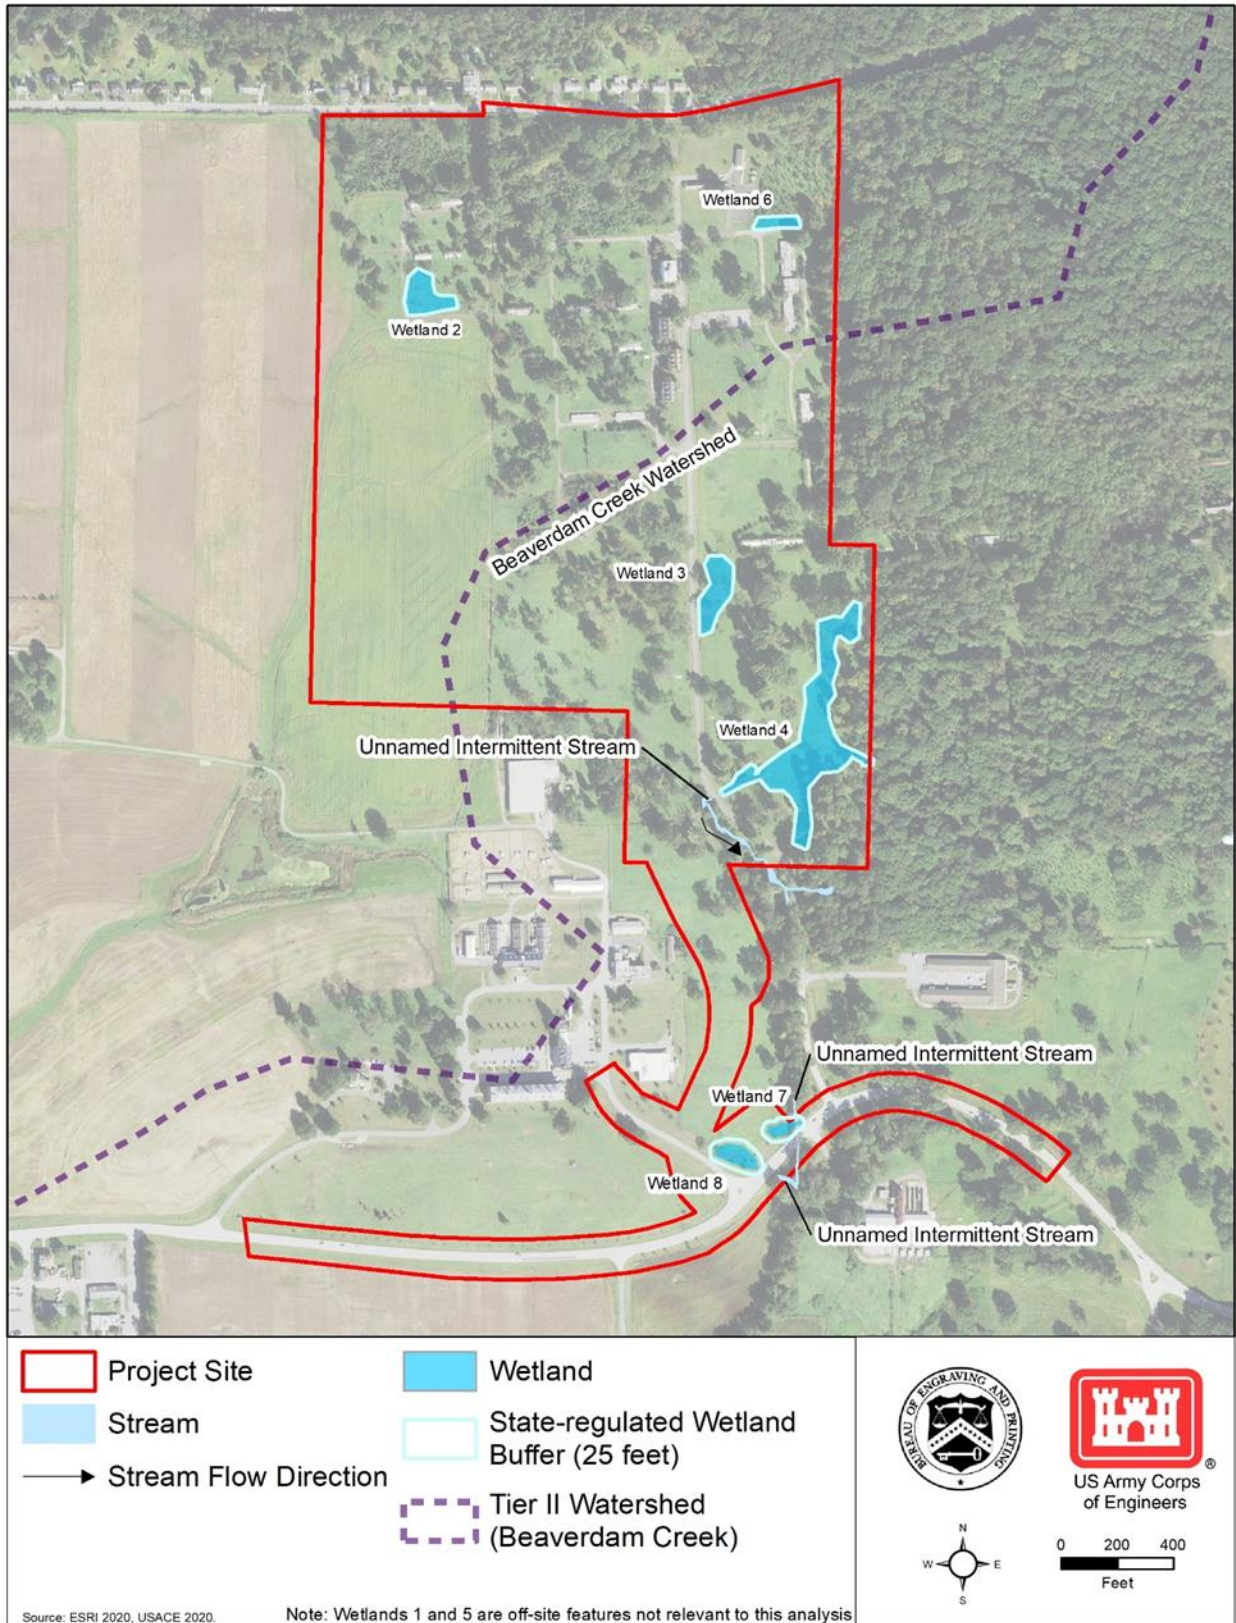 Wetland 6
Wetland 2
Beaverdam Creek Watershed
Wetland 3
Wetland 4
Unnamed Intermittent Stream
Unnamed Intermittent Stream
Wetland 7
Wetland 8
Unnamed Intermittent Stream
Project Site
Stream
Stream Flow Direction
Wetland
State-regulated Wetland
Buffer (25 feet)
Tier II Watershed
(Beaverdam Creek)
BUREAU OF ENGRAVING AND PRINTING
®
US Army Corps
of Engineers
N
W E
S
0 200 400
Feet
Source: ESRI 2020, USACE 2020.
Note: Wetlands 1 and 5 are off-site features not relevant to this analysis